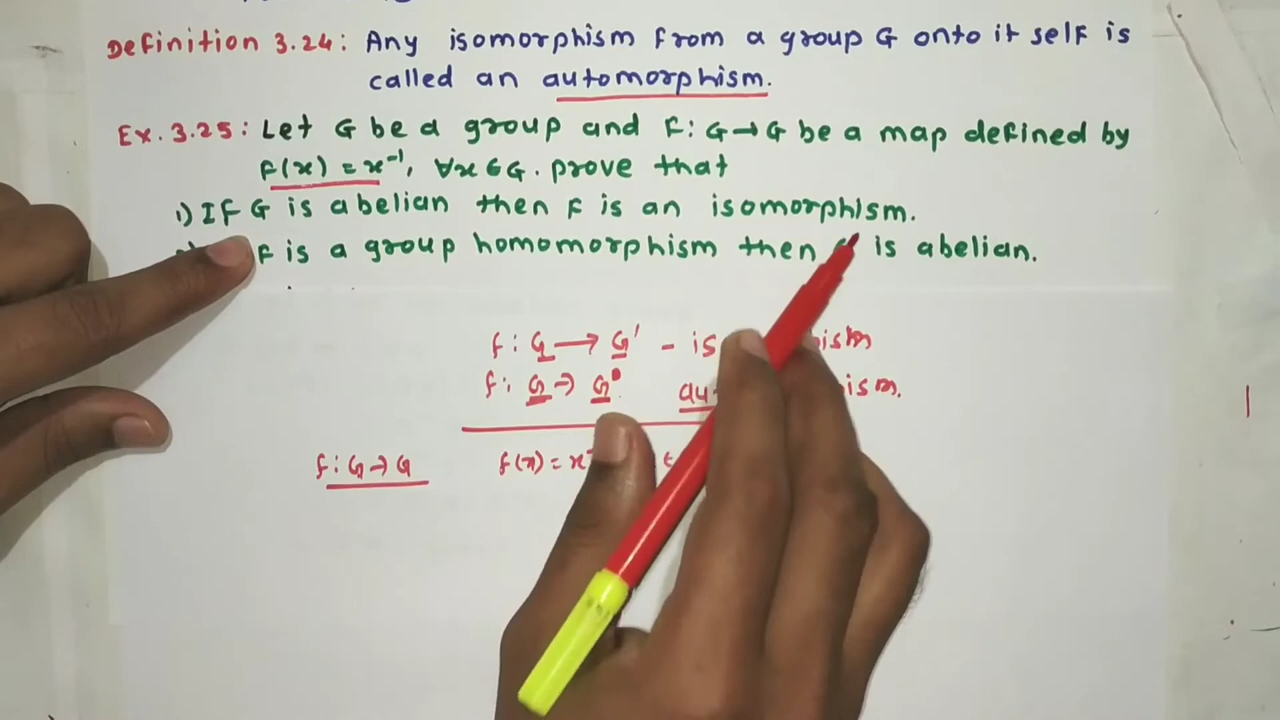 Definition 3.24: Any isomorphism from a group G onto it self is
called an automorphism.
Ex. 3.25: Let G be a group and f: G→G be a map defined by
f(x) = x⁻¹, ∀x∈G. prove that
1) If G is abelian then f is an isomorphism.
f is a group homomorphism then is abelian.
f: G → G' -
f: G → G
f: G → G f(x) =